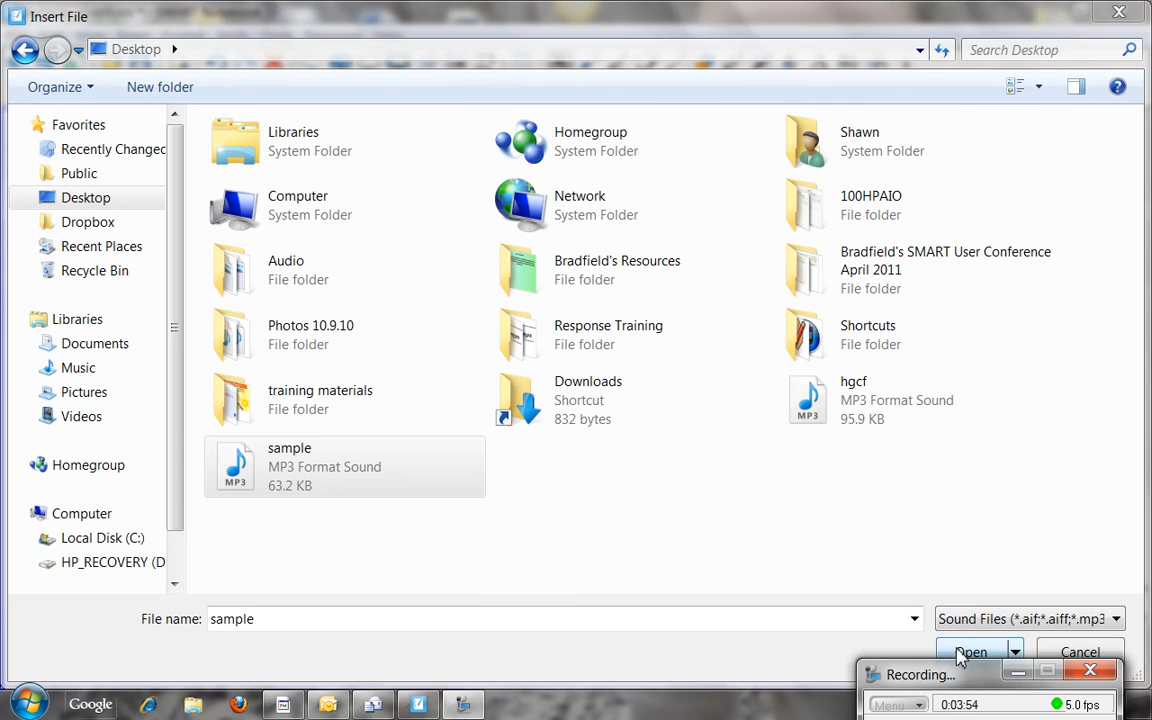 Insert File
Desktop
Search Desktop
Organize
New folder
Favorites
Recently Changed
Public
Desktop
Dropbox
Recent Places
Recycle Bin
Libraries
Documents
Music
Pictures
Videos
Homegroup
Computer
Local Disk (C:)
HP_RECOVERY (D
Libraries
System Folder
Homegroup
System Folder
Shawn
System Folder
Computer
System Folder
Network
System Folder
100HPAIO
File folder
Audio
File folder
Bradfield's Resources
File folder
Bradfield's SMART User Conference
April 2011
File folder
Photos 10.9.10
File folder
Response Training
File folder
Shortcuts
File folder
training materials
File folder
Downloads
Shortcut
832 bytes
hgcf
MP3 Format Sound
95.9 KB
MP3
sample
MP3 Format Sound
63.2 KB
MP3
File name: sample
Sound Files (*.aif;*.aiff;*.mp3
Open
Cancel
Recording...
Menu
0:03:54
5.0 fps
Google